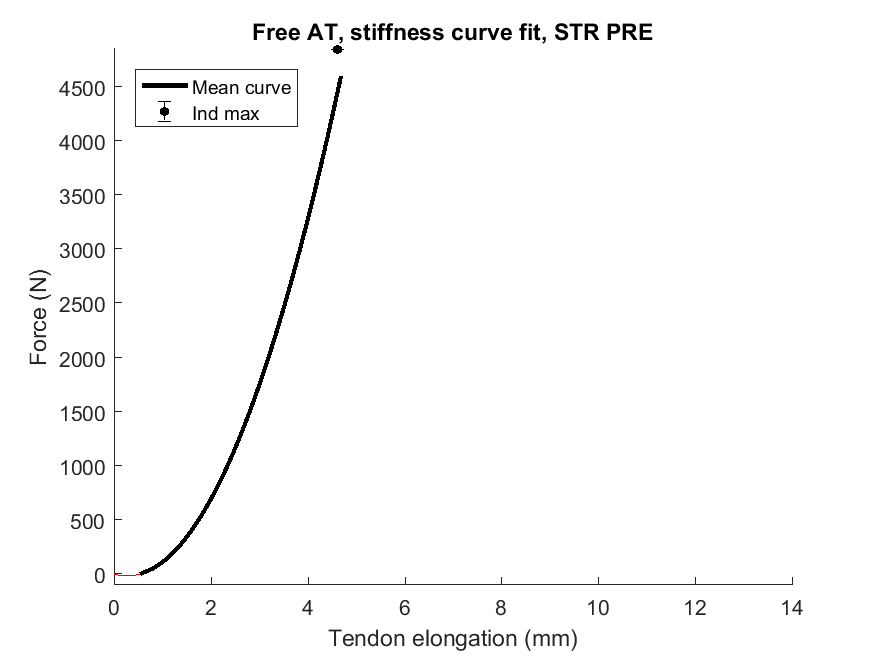 Free AT, stiffness curve fit, STR PRE
Mean curve
Ind max
4500
4000
3500
3000
2500
2000
1500
1000
500
0
Force (N)
0 2 4 6 8 10 12 14
Tendon elongation (mm)